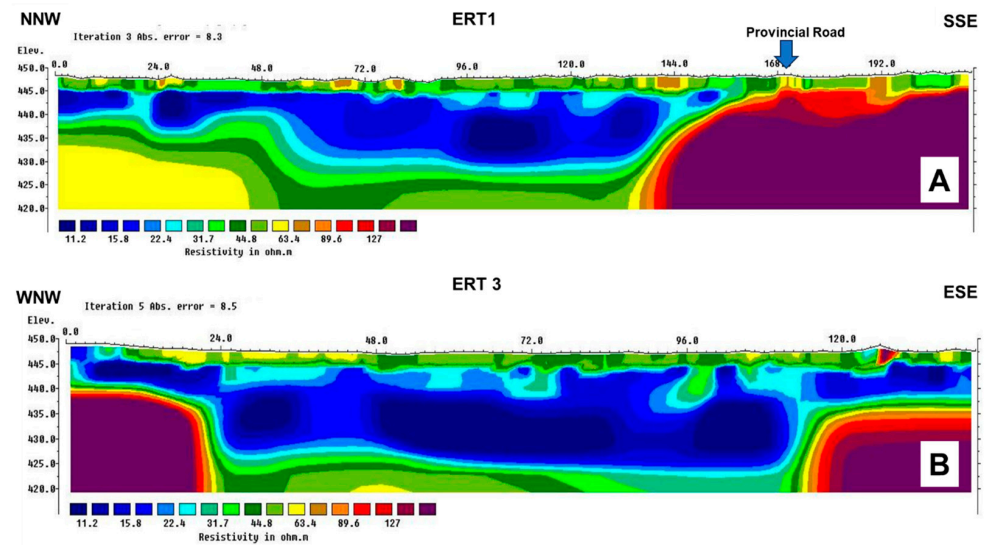 NNW ERT1 SSE
Iteration 3 Abs. error = 8.3
Provincial Road
Elev.
0.0 24.0 48.0 72.0 96.0 120.0 144.0 168.0 192.0
450.0
445.0
440.0
435.0
430.0
425.0
420.0
A
11.2 15.8 22.4 31.7 44.8 63.4 89.6 127
Resistivity in ohm.m
WNW ERT 3 ESE
Iteration 5 Abs. error = 8.5
Elev.
0.0 24.0 48.0 72.0 96.0 120.0
450.0
445.0
440.0
435.0
430.0
425.0
420.0
B
11.2 15.8 22.4 31.7 44.8 63.4 89.6 127
Resistivity in ohm.m